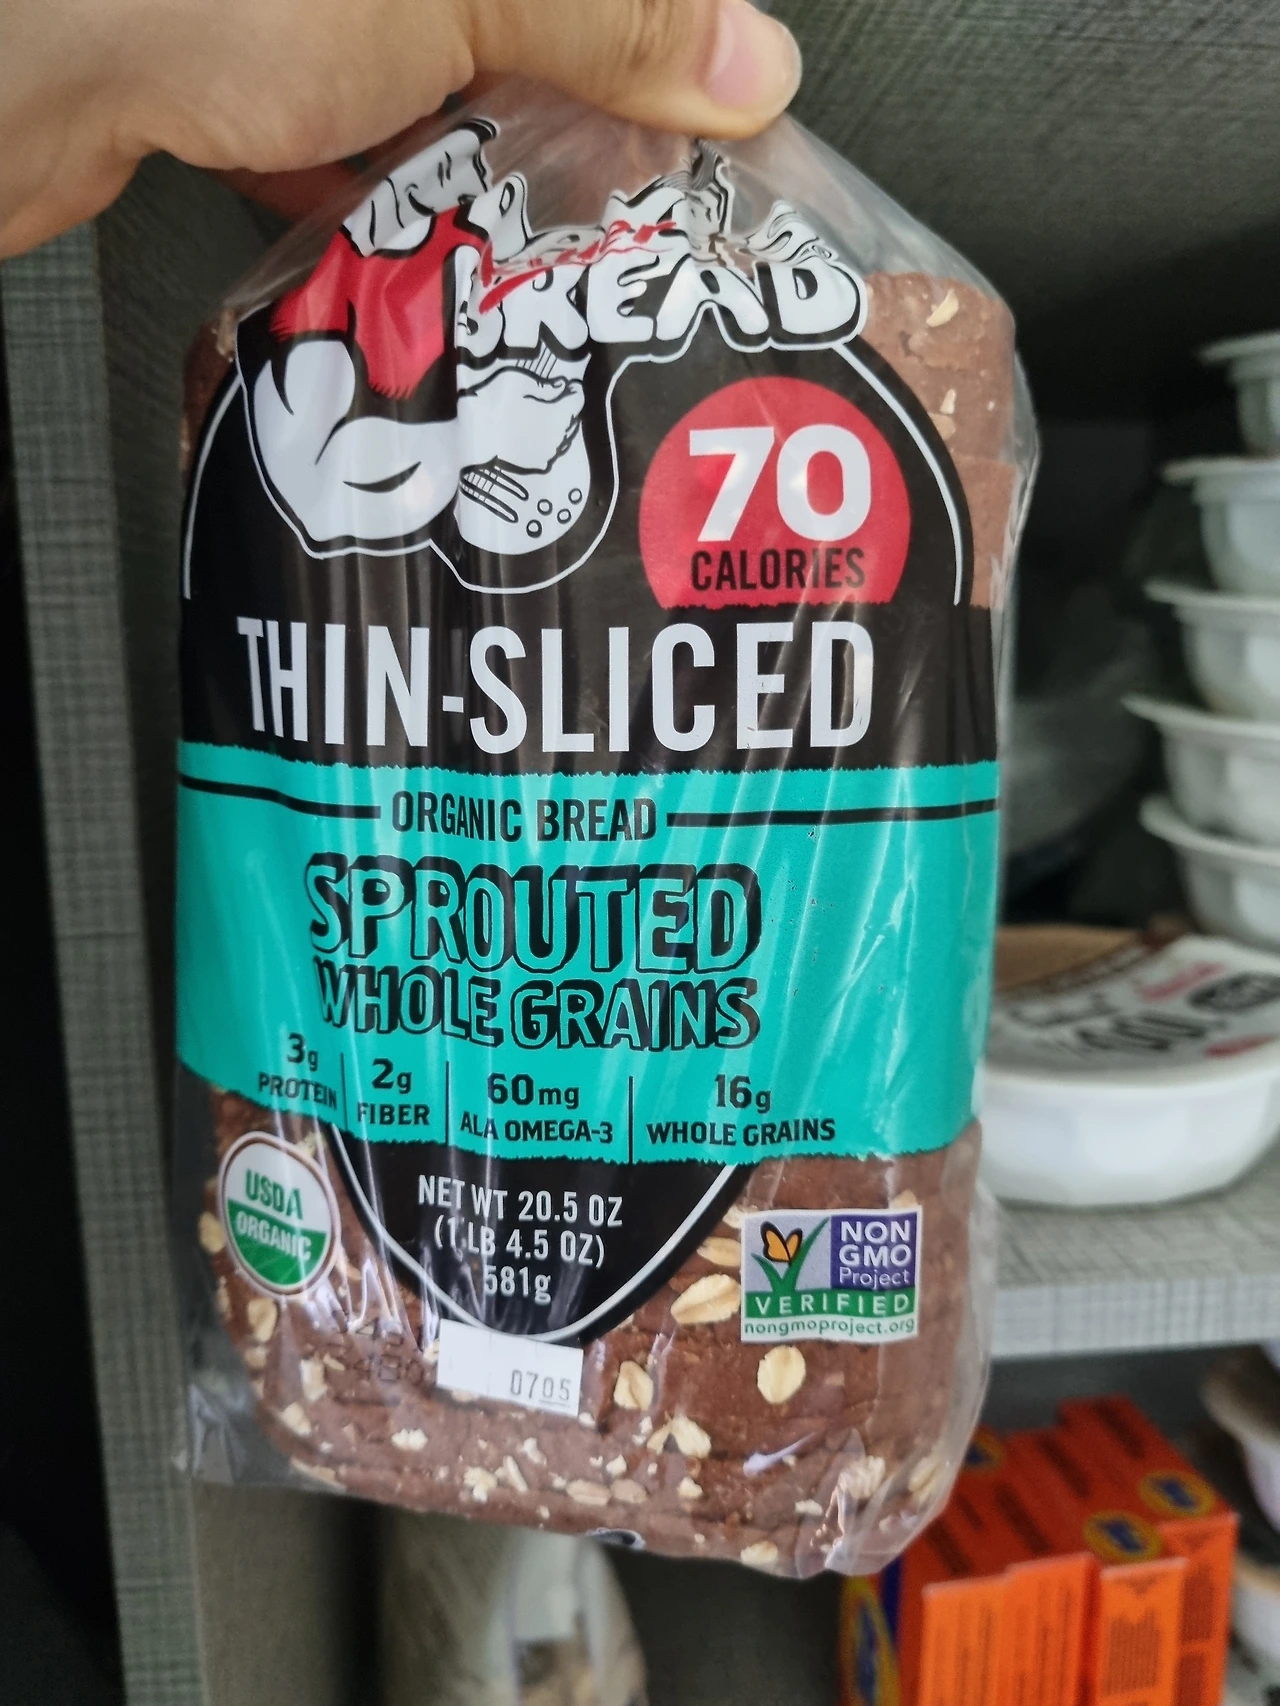 BREAD
70
CALORIES
THIN-SLICED
ORGANIC BREAD
SPROUTED
WHOLE GRAINS
3g
PROTEIN
2g
FIBER
60mg
ALA OMEGA-3
16g
WHOLE GRAINS
USDA
ORGANIC
NET WT 20.5 OZ
(1 LB 4.5 OZ)
581g
NON
GMO
Project
VERIFIED
nongmoproject.org
0705